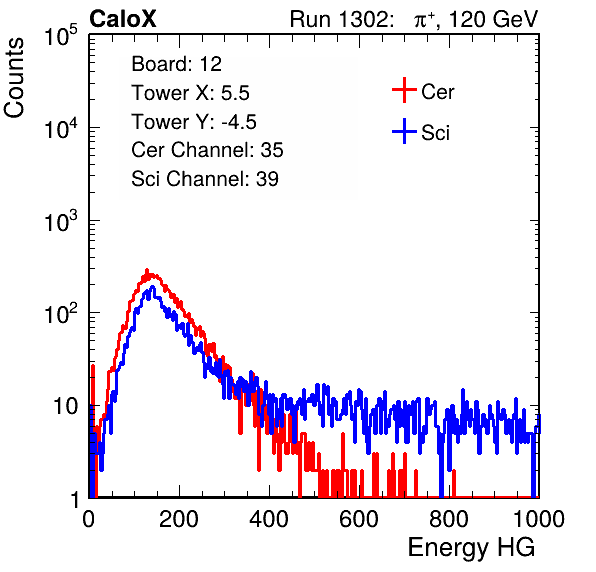 CaloX Run 1302: π⁺, 120 GeV
Counts
Board: 12
Tower X: 5.5
Tower Y: -4.5
Cer Channel: 35
Sci Channel: 39
Cer
Sci
10⁵
10⁴
10³
10²
10
1
0 200 400 600 800 1000
Energy HG